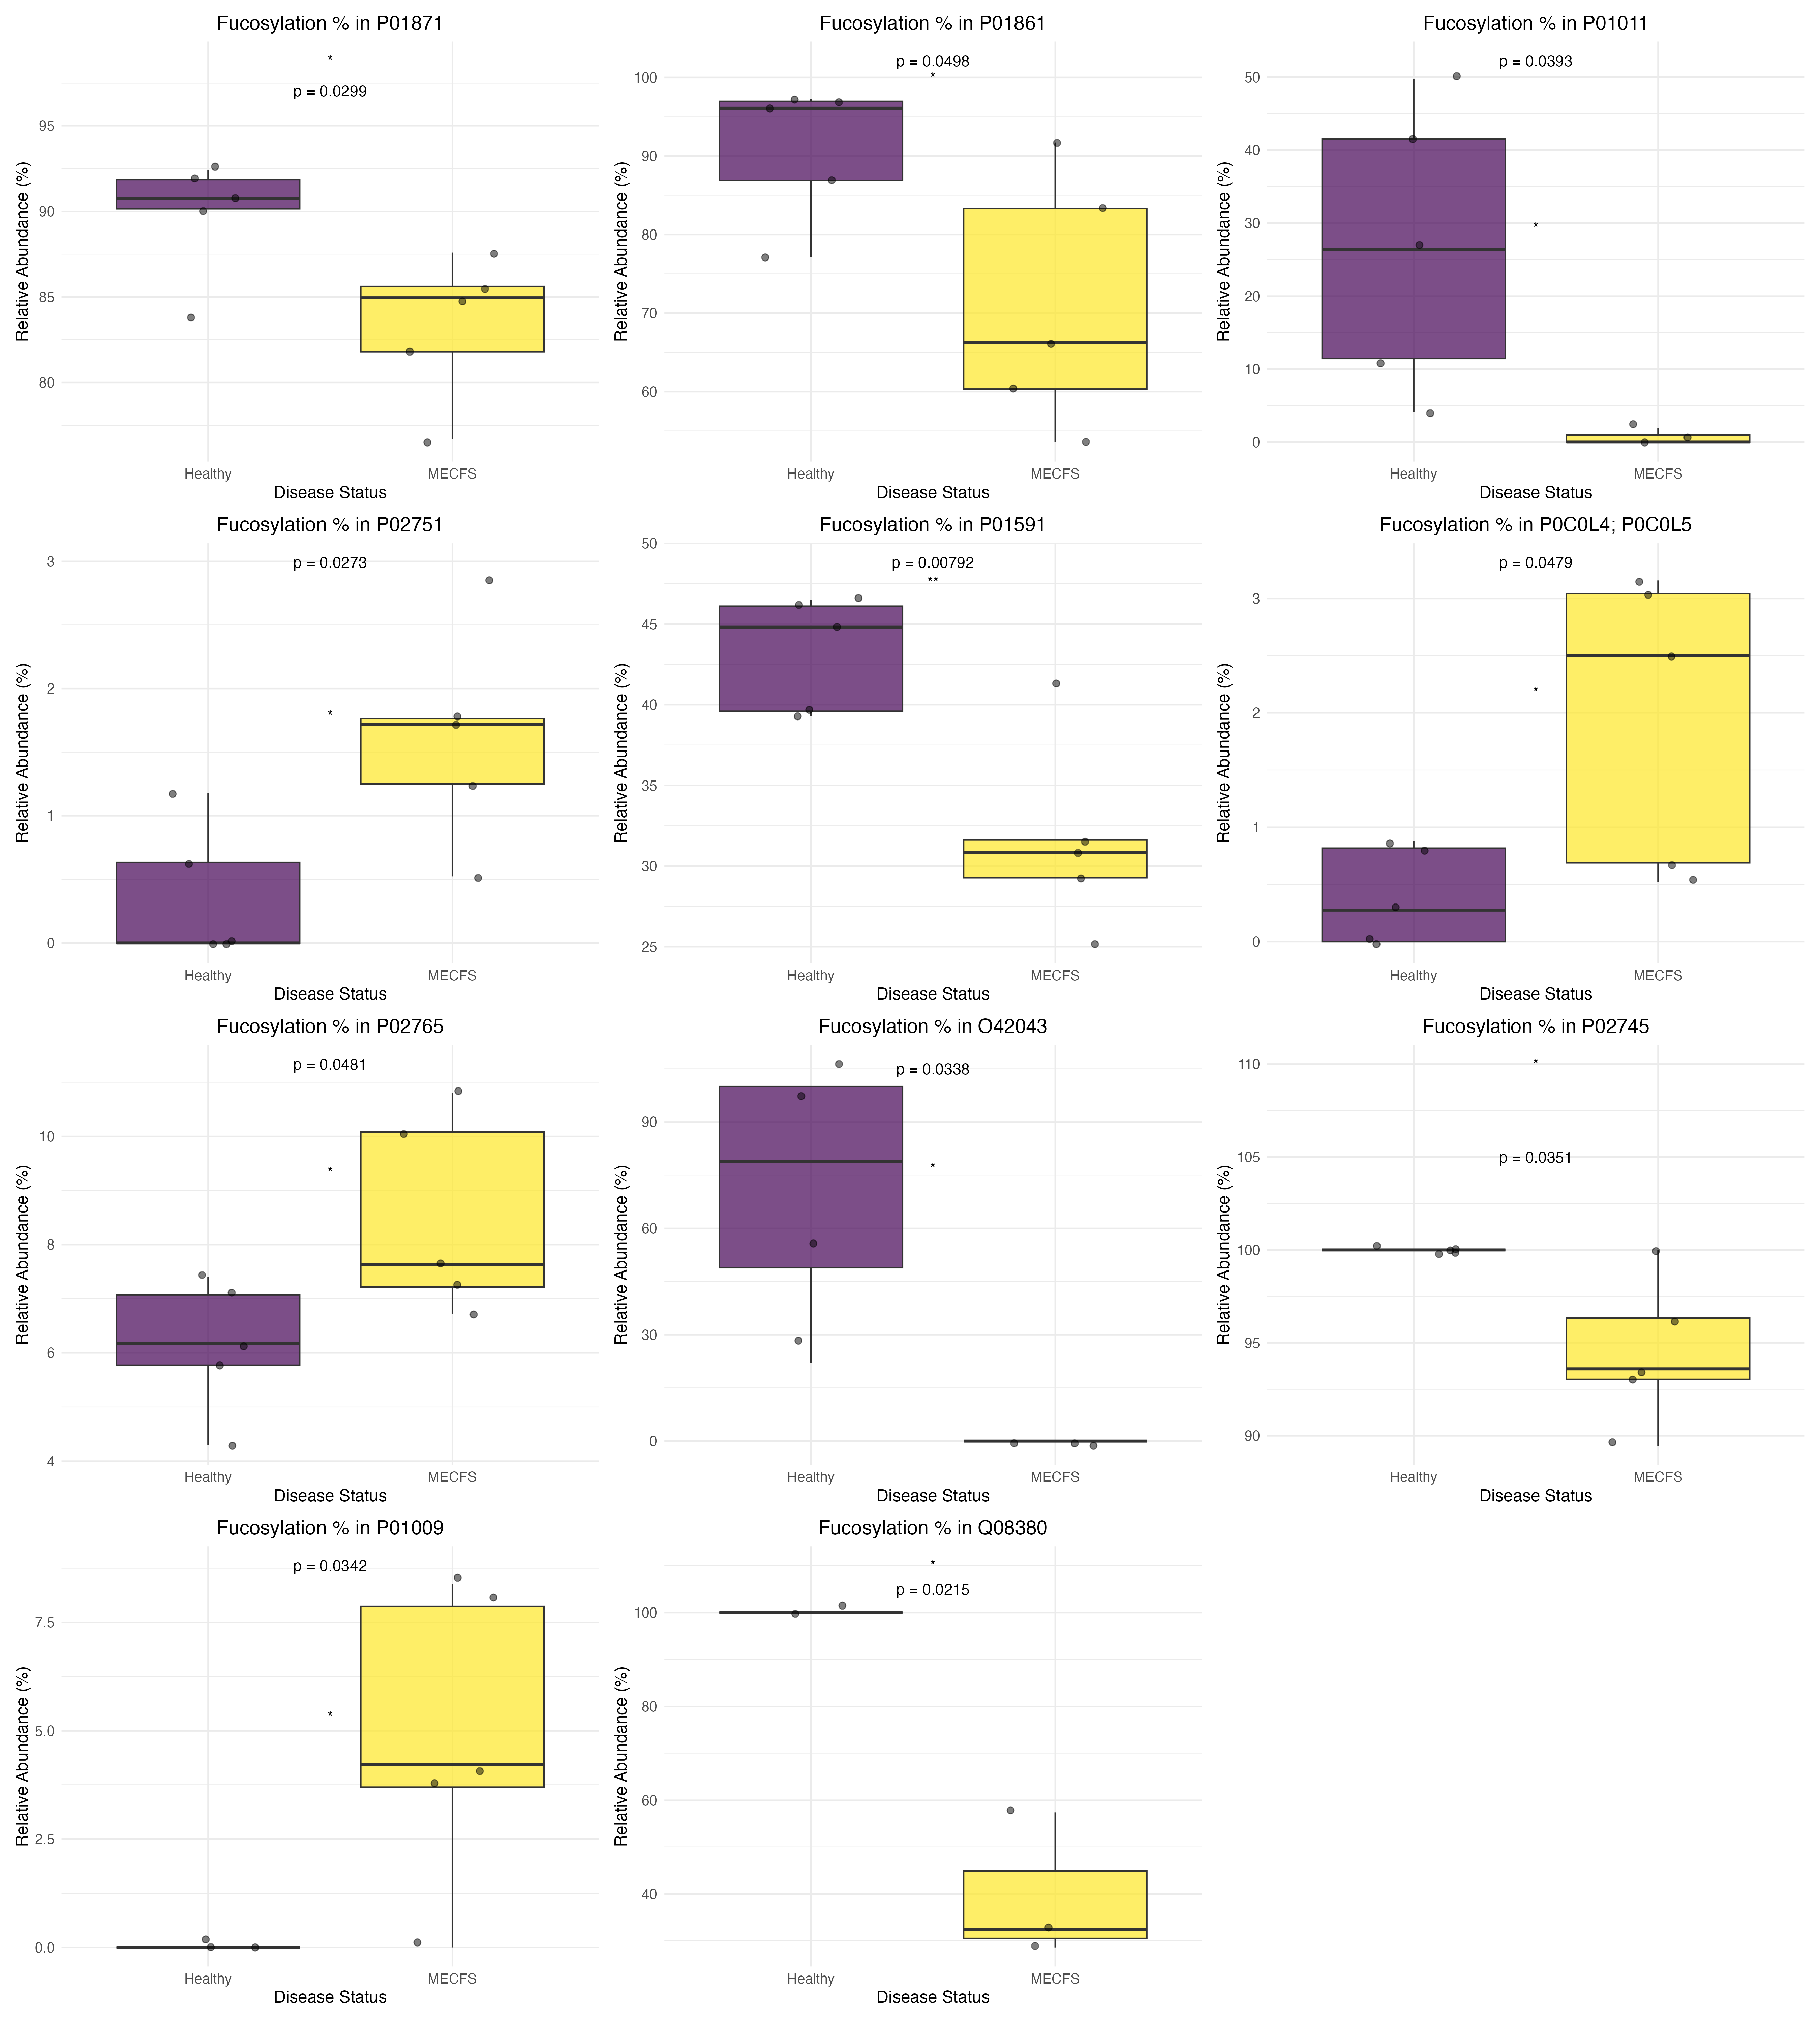 Fucosylation % in P01871
*
p = 0.0299
Relative Abundance (%)
95
90
85
80
Healthy
MECFS
Disease Status
Fucosylation % in P01861
p = 0.0498
*
Relative Abundance (%)
100
90
80
70
60
Healthy
MECFS
Disease Status
Fucosylation % in P01011
p = 0.0393
*
Relative Abundance (%)
50
40
30
20
10
0
Healthy
MECFS
Disease Status
Fucosylation % in P02751
p = 0.0273
*
Relative Abundance (%)
3
2
1
0
Healthy
MECFS
Disease Status
Fucosylation % in P01591
p = 0.00792
**
Relative Abundance (%)
50
45
40
35
30
25
Healthy
MECFS
Disease Status
Fucosylation % in P0C0L4; P0C0L5
p = 0.0479
*
Relative Abundance (%)
3
2
1
0
Healthy
MECFS
Disease Status
Fucosylation % in P02765
p = 0.0481
*
Relative Abundance (%)
10
8
6
4
Healthy
MECFS
Disease Status
Fucosylation % in O42043
p = 0.0338
*
Relative Abundance (%)
90
60
30
0
Healthy
MECFS
Disease Status
Fucosylation % in P02745
*
p = 0.0351
Relative Abundance (%)
110
105
100
95
90
Healthy
MECFS
Disease Status
Fucosylation % in P01009
p = 0.0342
*
Relative Abundance (%)
7.5
5.0
2.5
0.0
Healthy
MECFS
Disease Status
Fucosylation % in Q08380
*
p = 0.0215
Relative Abundance (%)
100
80
60
40
Healthy
MECFS
Disease Status